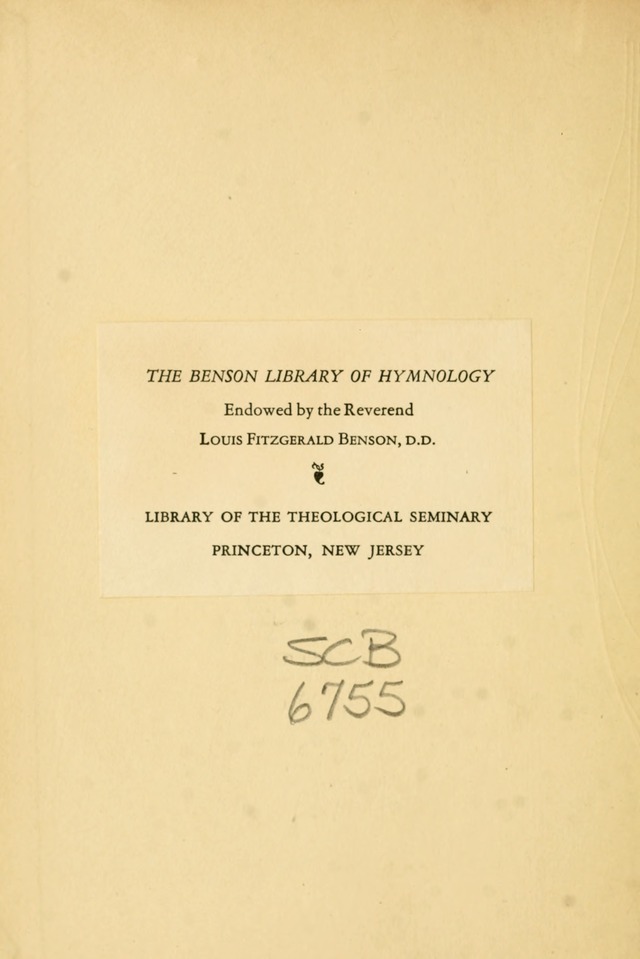 THE BENSON LIBRARY OF HYMNOLOGY
Endowed by the Reverend
LOUIS FITZGERALD BENSON, D.D.
LIBRARY OF THE THEOLOGICAL SEMINARY
PRINCETON, NEW JERSEY
SCB
6755